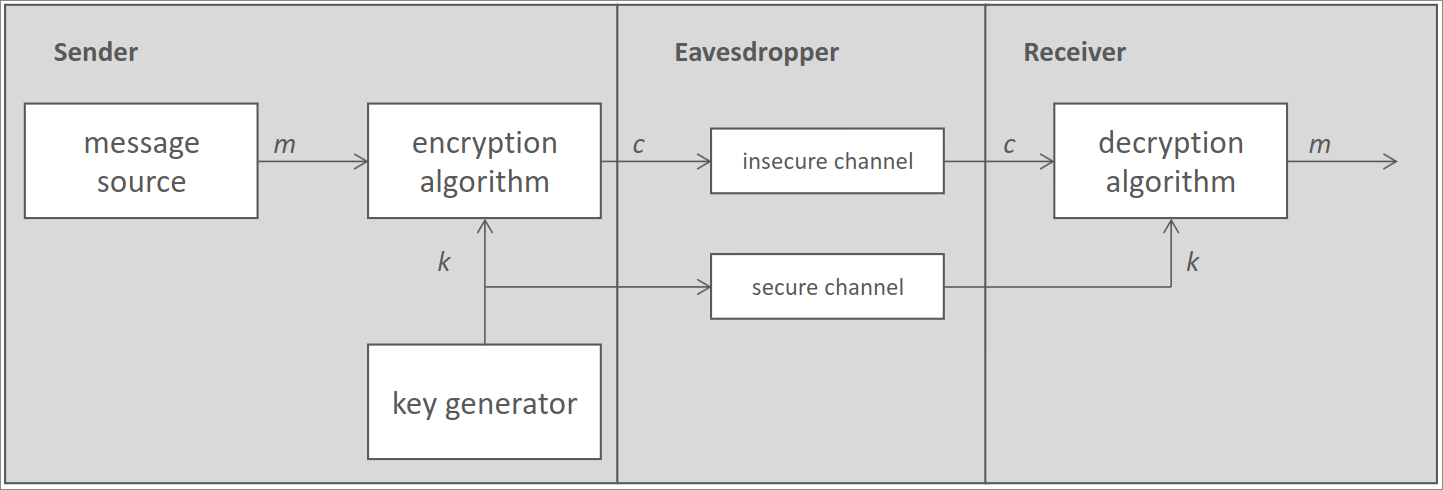 Sender
Eavesdropper
Receiver
message
source
m
encryption
algorithm
c
insecure channel
c
decryption
algorithm
m
k
secure channel
k
key generator